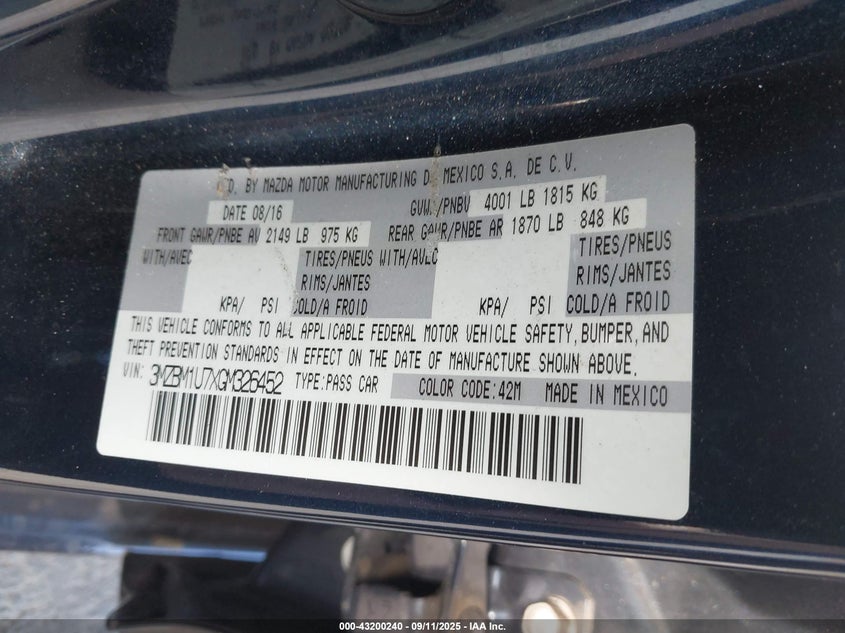 MFD. BY MAZDA MOTOR MANUFACTURING DE MEXICO S.A. DE C.V.
DATE 08/16 GVWR/PNBV 4001 LB 1815 KG
FRONT GAWR/PNBE AV 2149 LB 975 KG REAR GAWR/PNBE AR 1870 LB 848 KG
WITH/AVEC TIRES/PNEUS WITH/AVEC TIRES/PNEUS
RIMS/JANTES RIMS/JANTES
KPA/ PSI COLD/A FROID KPA/ PSI COLD/A FROID
THIS VEHICLE CONFORMS TO ALL APPLICABLE FEDERAL MOTOR VEHICLE SAFETY, BUMPER, AND
THEFT PREVENTION STANDARDS IN EFFECT ON THE DATE OF MANUFACTURE SHOWN ABOVE.
VIN: 3MZBM1U7XGM326452 TYPE:PASS CAR COLOR CODE:42M MADE IN MEXICO
000-43200240 - 09/11/2025 - IAA Inc.